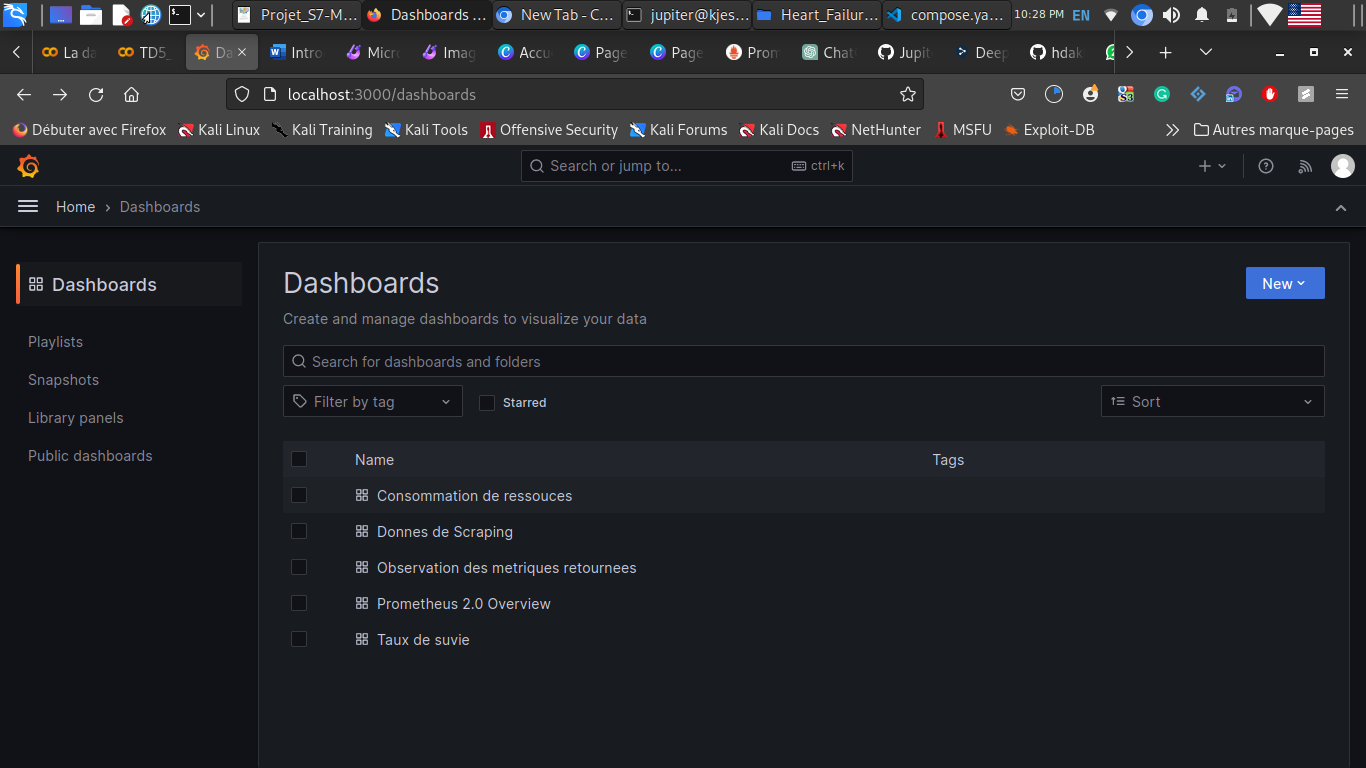 Projet_S7-M... Dashboards ... New Tab - C... jupiter@kjes... Heart_Failur... compose.ya... 10:28 PM EN
La da TD5_ Da Intro Micro Imag Accu Page Page Pron Chat Jupit Deep hdak
localhost:3000/dashboards
Débuter avec Firefox Kali Linux Kali Training Kali Tools Offensive Security Kali Forums Kali Docs NetHunter MSFU Exploit-DB Autres marque-pages
Search or jump to... ctrl+k
Home › Dashboards
Dashboards
Playlists
Snapshots
Library panels
Public dashboards
Dashboards
New
Create and manage dashboards to visualize your data
Search for dashboards and folders
Filter by tag Starred Sort
Name Tags
Consommation de ressouces
Donnes de Scraping
Observation des metriques retournees
Prometheus 2.0 Overview
Taux de suvie